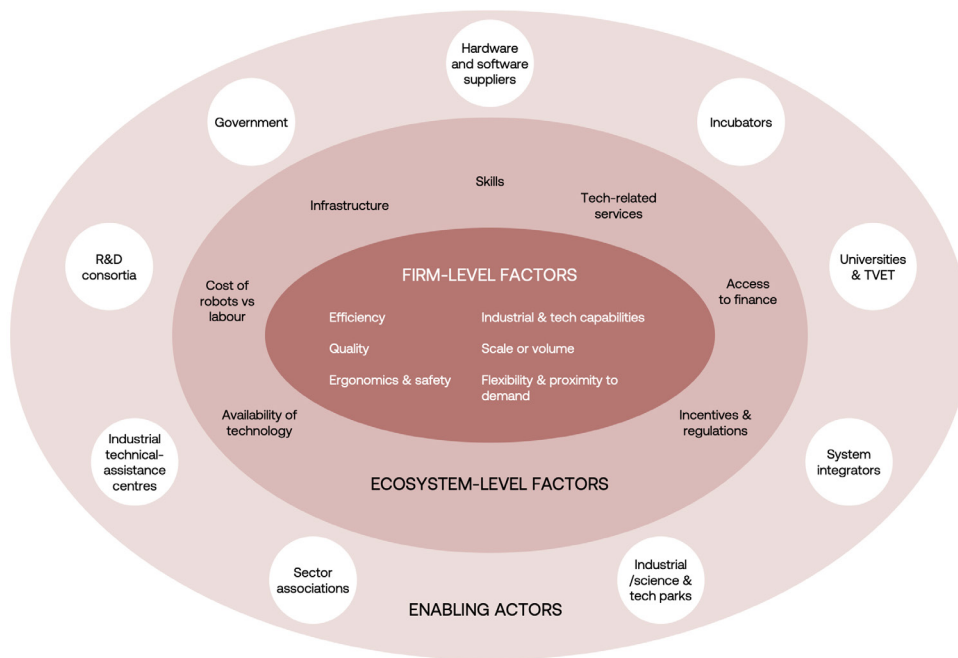 Hardware
and software
suppliers
Government
Incubators
Skills
Infrastructure
Tech-related
services
R&D
consortia
Universities
& TVET
FIRM-LEVEL FACTORS
Cost of
robots vs
labour
Access
to finance
Efficiency
Industrial & tech capabilities
Quality
Scale or volume
Ergonomics & safety
Flexibility & proximity to
demand
Availability of
technology
Incentives &
regulations
Industrial
technical-
assistance
centres
System
integrators
ECOSYSTEM-LEVEL FACTORS
Sector
associations
Industrial
/science &
tech parks
ENABLING ACTORS